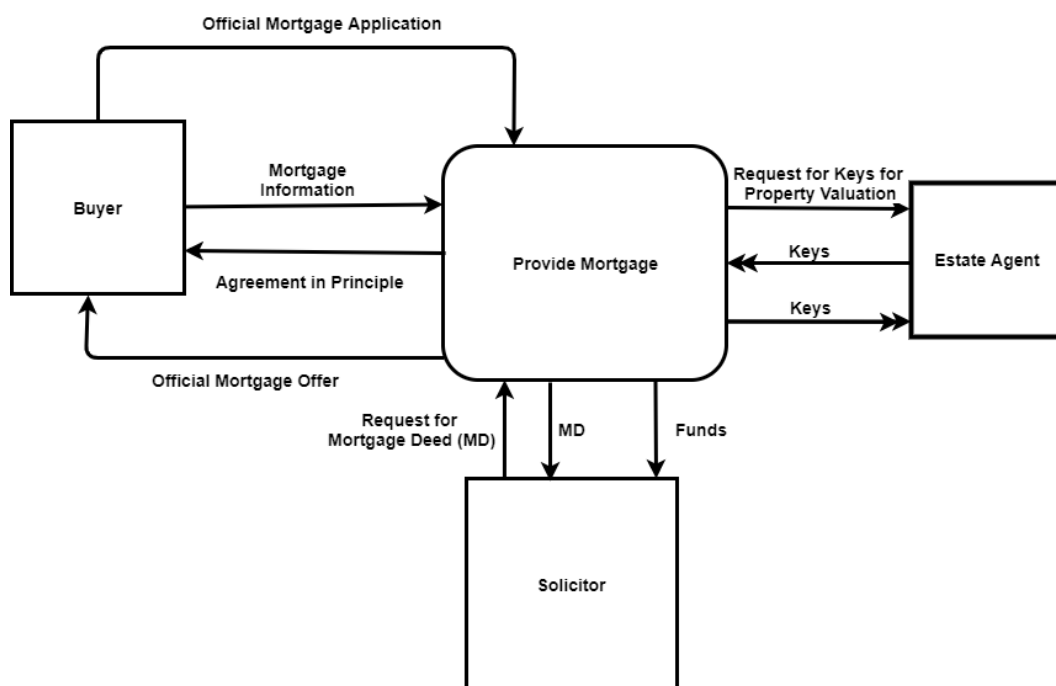 Official Mortgage Application
Buyer
Mortgage
Information
Agreement in Principle
Official Mortgage Offer
Provide Mortgage
Request for Keys for
Property Valuation
Keys
Keys
Estate Agent
Request for
Mortgage Deed (MD)
MD
Funds
Solicitor